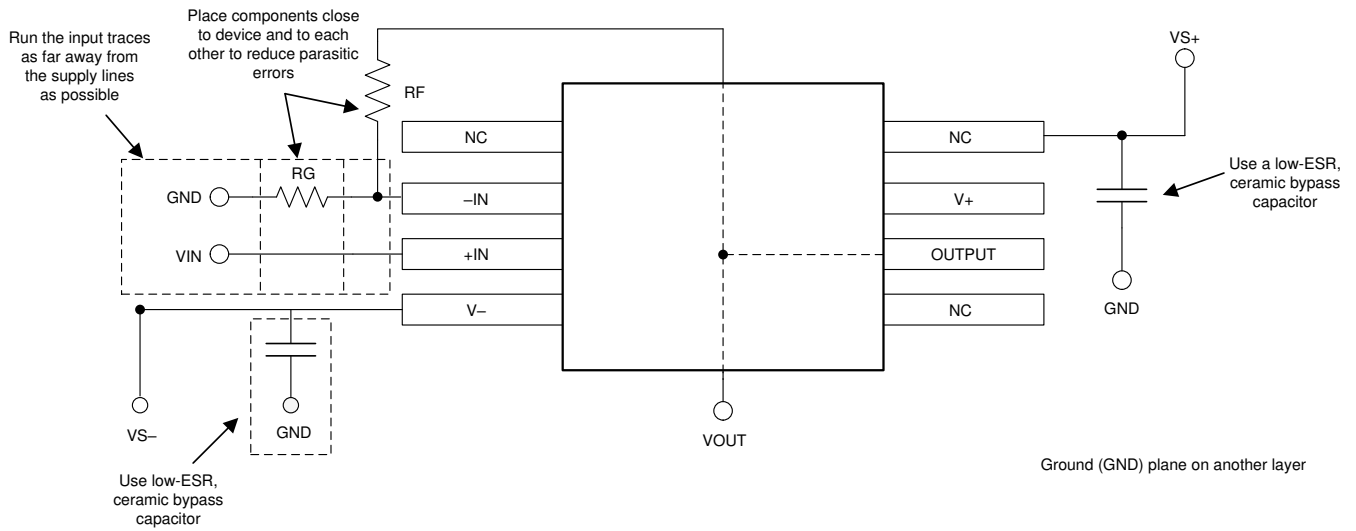 Place components close
to device and to each
other to reduce parasitic
errors
Run the input traces
as far away from
the supply lines
as possible
VS+
RF
NC
NC
Use a low-ESR,
ceramic bypass
capacitor
RG
GND
–IN
V+
VIN
+IN
OUTPUT
V–
NC
GND
VS–
GND
VOUT
Use low-ESR,
ceramic bypass
capacitor
Ground (GND) plane on another layer